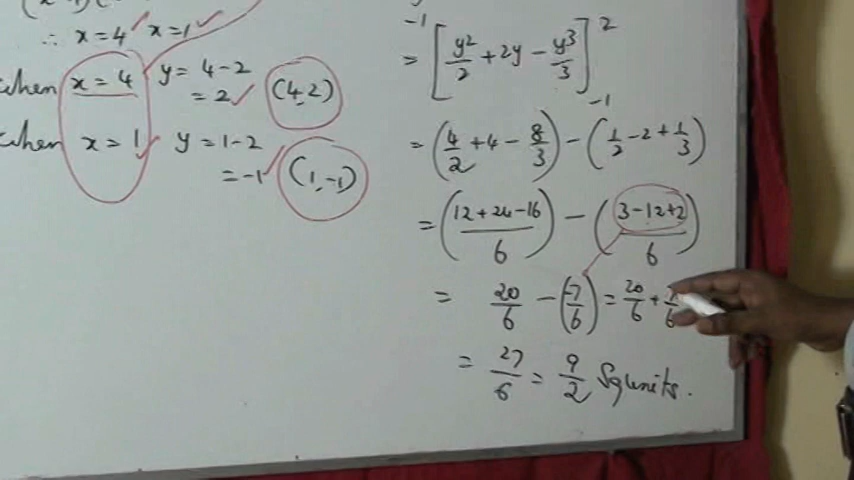 ∴ x = 4 ✓ x = 1 ✓
when x = 4 y = 4 - 2
= 2 ✓ (4, 2)
when x = 1 ✓ y = 1 - 2
= -1 ✓ (1, -1)
-1
= [y²/2 + 2y - y³/3]²₋₁
= (4/2 + 4 - 8/3) - (1/2 - 2 + 1/3)
= ((12 + 24 - 16)/6) - ((3 - 12 + 2)/6)
= 20/6 - (-7/6) = 20/6 + 7/6
= 27/6 = 9/2 Sq units.